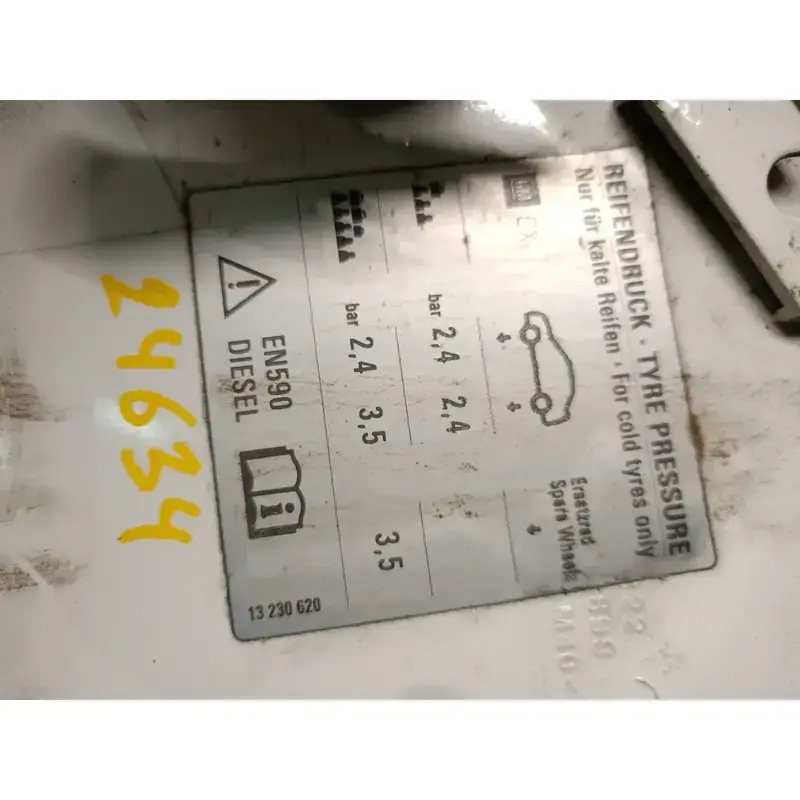 REIFENDRUCK · TYRE PRESSURE
Nur für kalte Reifen · For cold tyres only
GM
Ersatzrad
Spare Wheel
bar 2,4 2,4
bar 2,4 3,5 3,5
EN590
DIESEL
i
13 230 620
24634